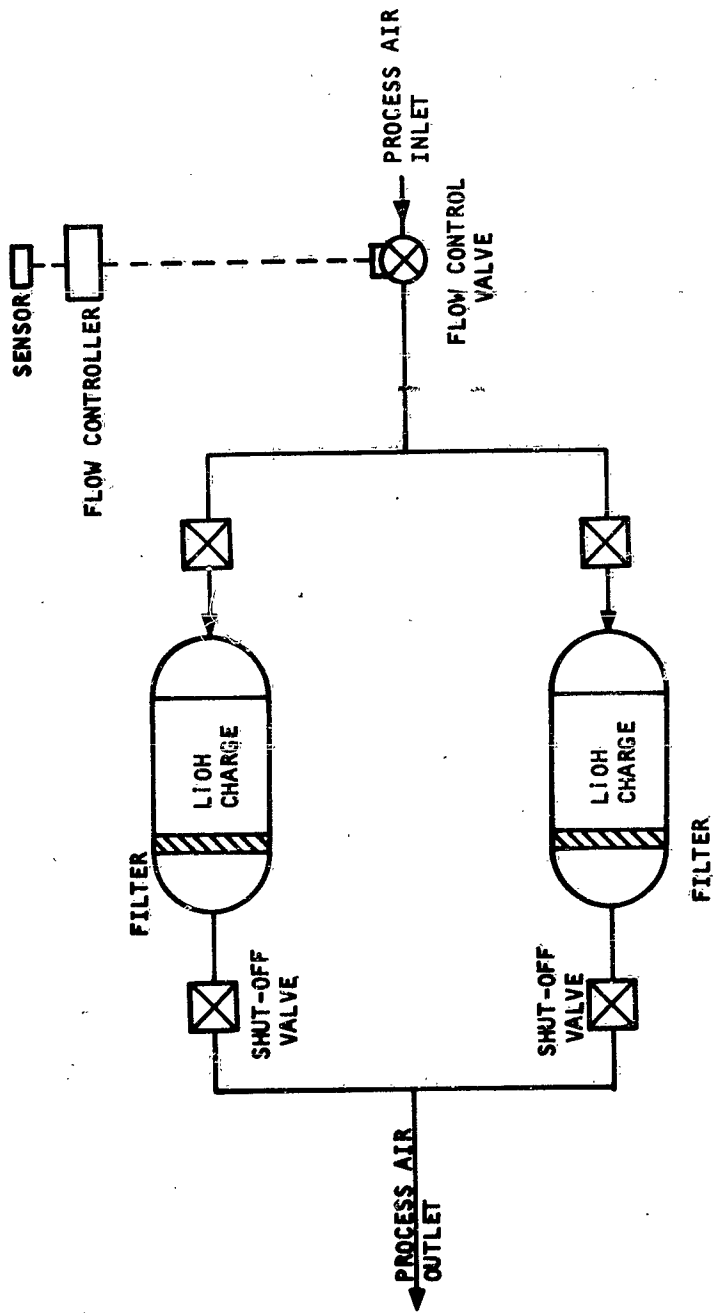 SENSOR
FLOW CONTROLLER
PROCESS AIR
INLET
FLOW CONTROL
VALVE
LIOH
CHARGE
FILTER
SHUT-OFF
VALVE
LIOH
CHARGE
FILTER
SHUT-OFF
VALVE
PROCESS AIR
OUTLET